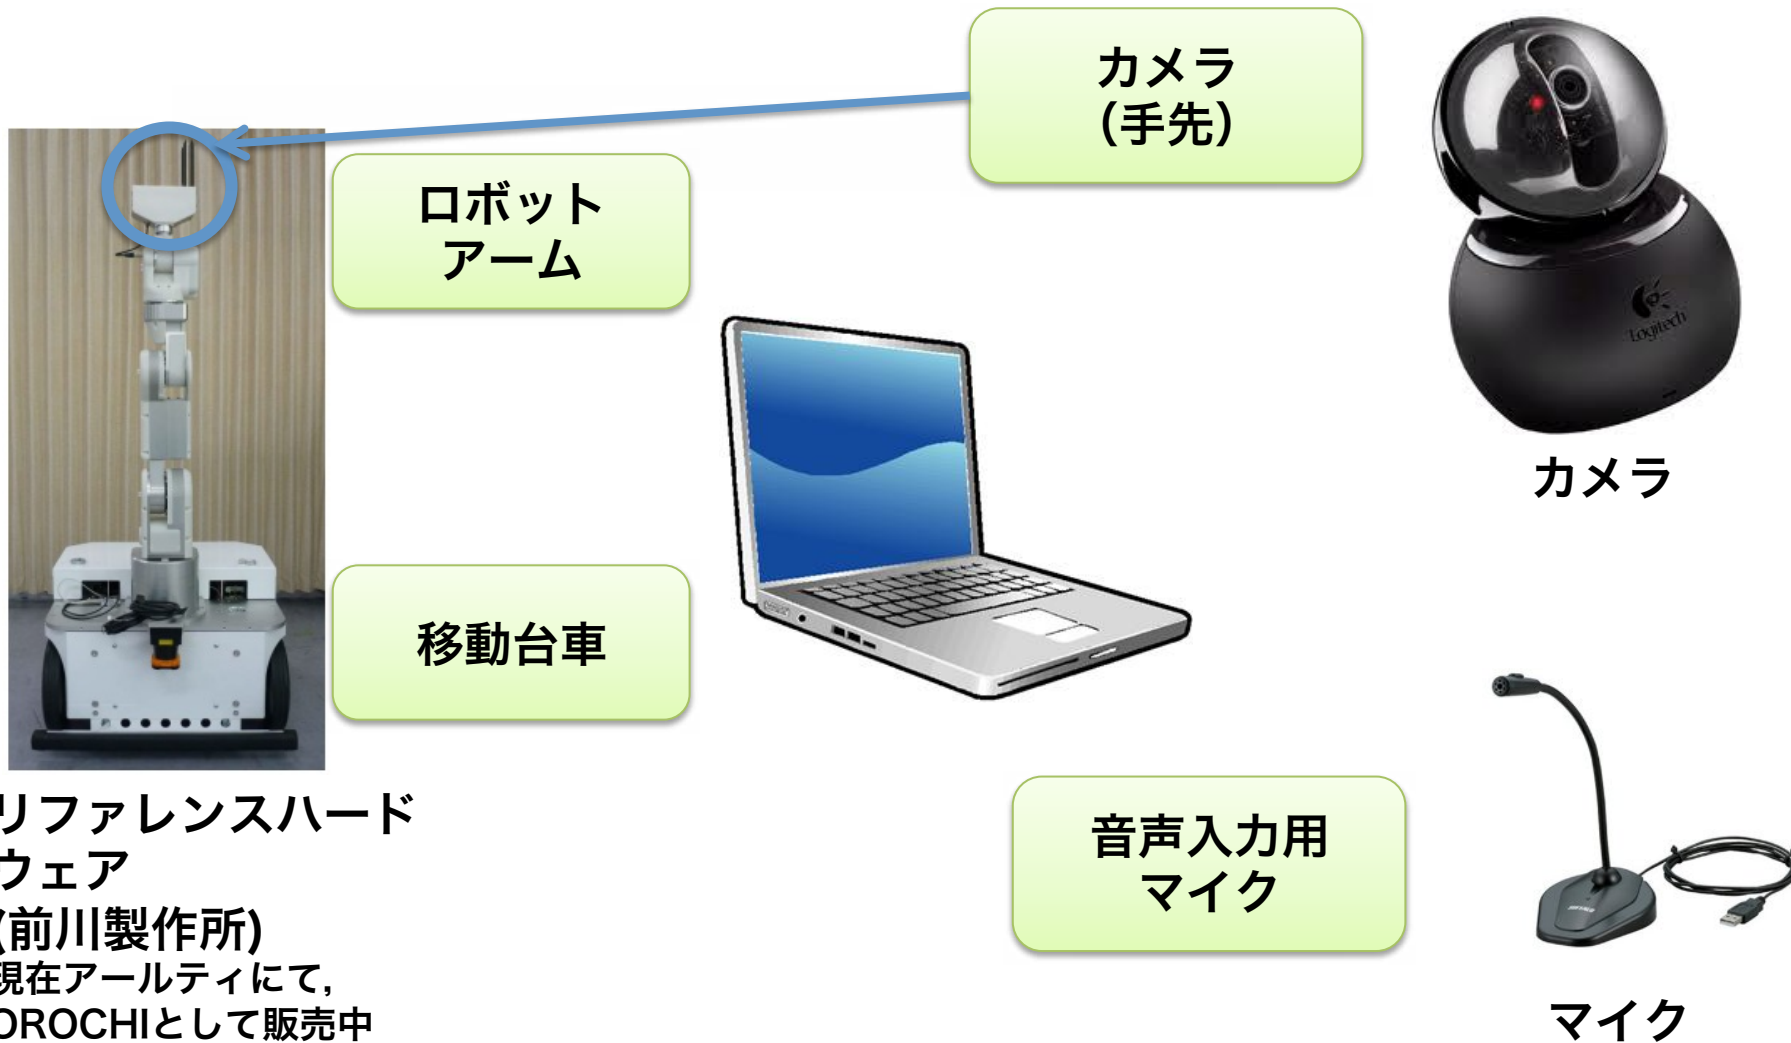 カメラ
（手先）
ロボット
アーム
Logitech
カメラ
移動台車
リファレンスハード
ウェア
(前川製作所)
現在アールティにて,
OROCHIとして販売中
音声入力用
マイク
マイク